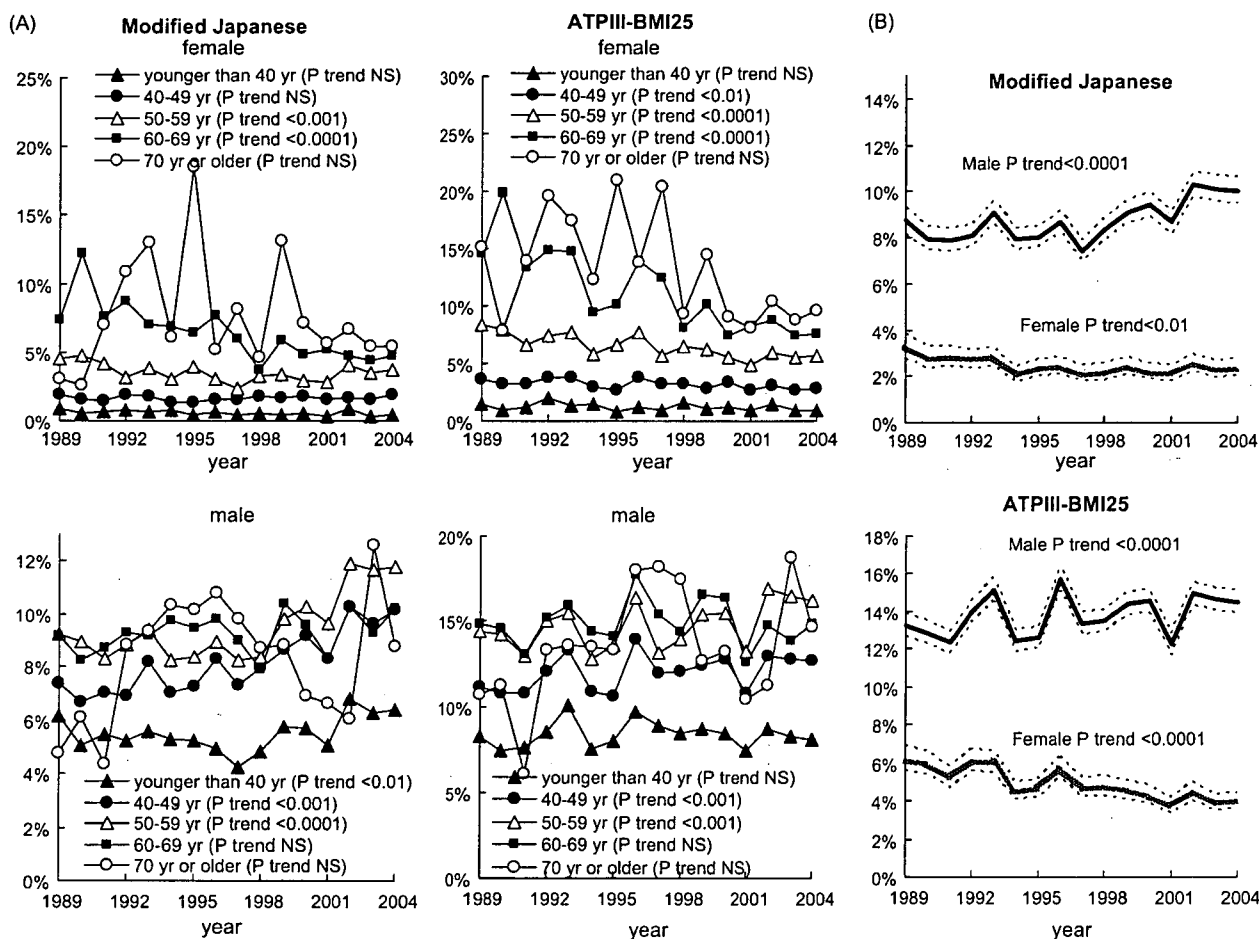 (A)
Modified Japanese
female
25%
20%
15%
10%
5%
0%
younger than 40 yr (P trend NS)
40-49 yr (P trend NS)
50-59 yr (P trend <0.001)
60-69 yr (P trend <0.0001)
70 yr or older (P trend NS)
1989 1992 1995 1998 2001 2004
year
ATPIII-BMI25
female
30%
25%
20%
15%
10%
5%
0%
younger than 40 yr (P trend NS)
40-49 yr (P trend <0.01)
50-59 yr (P trend <0.0001)
60-69 yr (P trend <0.0001)
70 yr or older (P trend NS)
1989 1992 1995 1998 2001 2004
year
male
12%
10%
8%
6%
4%
2%
0%
younger than 40 yr (P trend <0.01)
40-49 yr (P trend <0.001)
50-59 yr (P trend <0.0001)
60-69 yr (P trend NS)
70 yr or older (P trend NS)
1989 1992 1995 1998 2001 2004
year
male
20%
15%
10%
5%
0%
younger than 40 yr (P trend NS)
40-49 yr (P trend <0.001)
50-59 yr (P trend <0.001)
60-69 yr (P trend NS)
70 yr or older (P trend NS)
1989 1992 1995 1998 2001 2004
year
(B)
Modified Japanese
14%
12%
10%
8%
6%
4%
2%
0%
Male P trend<0.0001
Female P trend<0.01
1989 1992 1995 1998 2001 2004
year
ATPIII-BMI25
18%
16%
14%
12%
10%
8%
6%
4%
2%
0%
Male P trend <0.0001
Female P trend <0.0001
1989 1992 1995 1998 2001 2004
year